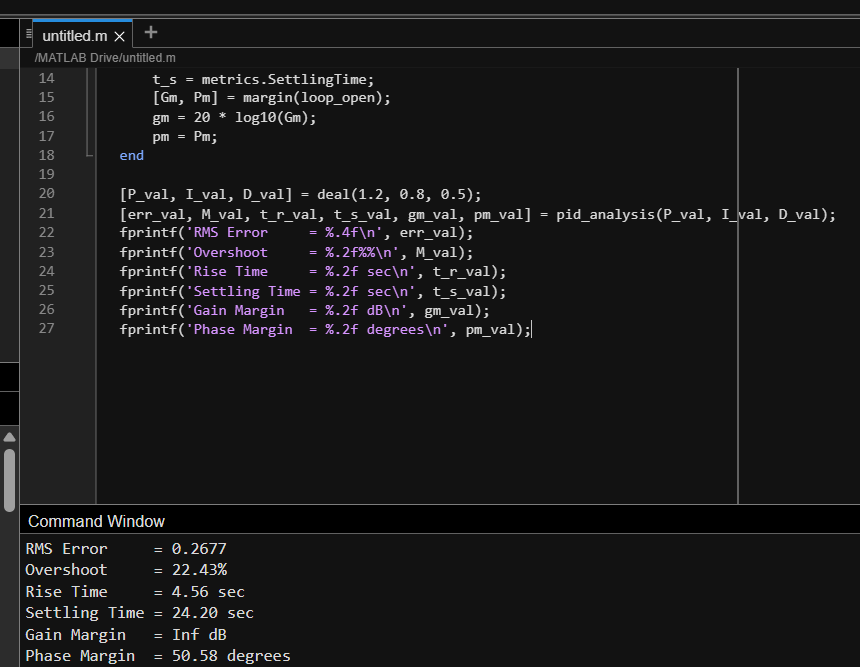 untitled.m
/MATLAB Drive/untitled.m
14 t_s = metrics.SettlingTime;
15 [Gm, Pm] = margin(loop_open);
16 gm = 20 * log10(Gm);
17 pm = Pm;
18 end
19
20 [P_val, I_val, D_val] = deal(1.2, 0.8, 0.5);
21 [err_val, M_val, t_r_val, t_s_val, gm_val, pm_val] = pid_analysis(P_val, I_val, D_val);
22 fprintf('RMS Error     = %.4f\n', err_val);
23 fprintf('Overshoot     = %.2f%%\n', M_val);
24 fprintf('Rise Time     = %.2f sec\n', t_r_val);
25 fprintf('Settling Time = %.2f sec\n', t_s_val);
26 fprintf('Gain Margin   = %.2f dB\n', gm_val);
27 fprintf('Phase Margin  = %.2f degrees\n', pm_val);
Command Window
RMS Error     = 0.2677
Overshoot     = 22.43%
Rise Time     = 4.56 sec
Settling Time = 24.20 sec
Gain Margin   = Inf dB
Phase Margin  = 50.58 degrees